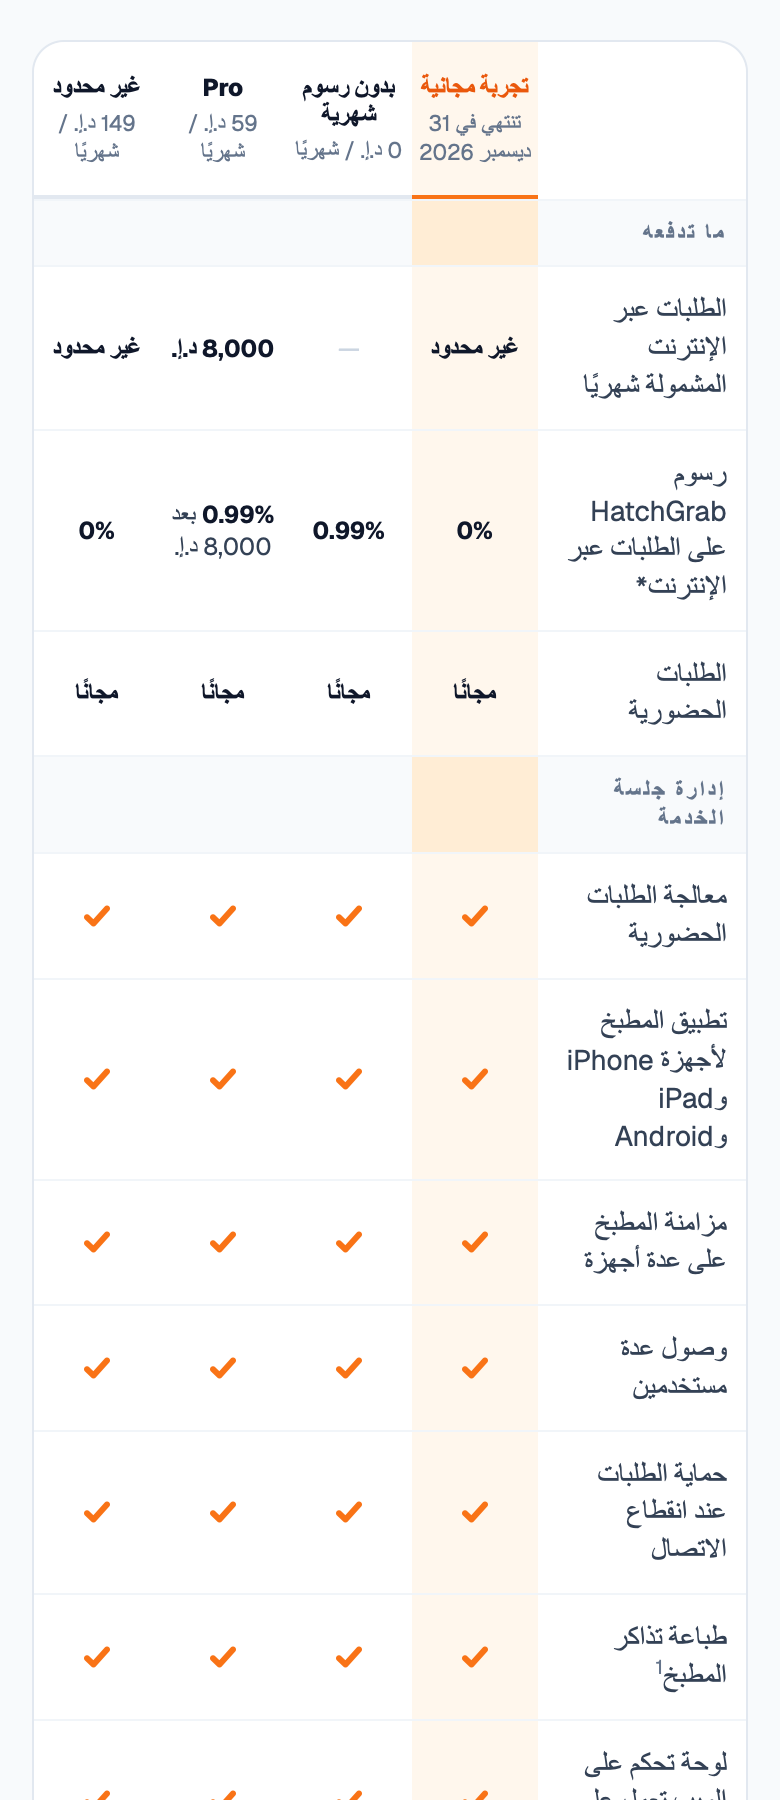 تجربة مجانية
تنتهي في 31
ديسمبر 2026
بدون رسوم
شهرية
0 د.إ. / شهريًا
Pro
59 د.إ. /
شهريًا
غير محدود
149 د.إ. /
شهريًا
ما تدفعه
الطلبات عبر
الإنترنت
المشمولة شهريًا
غير محدود
—
8,000 د.إ.
غير محدود
رسوم
HatchGrab
على الطلبات عبر
الإنترنت*
0%
0.99%
0.99% بعد
8,000 د.إ.
0%
الطلبات
الحضورية
مجانًا
مجانًا
مجانًا
مجانًا
إدارة جلسة
الخدمة
معالجة الطلبات
الحضورية
تطبيق المطبخ
لأجهزة iPhone
وiPad
وAndroid
مزامنة المطبخ
على عدة أجهزة
وصول عدة
مستخدمين
حماية الطلبات
عند انقطاع
الاتصال
طباعة تذاكر
المطبخ¹
لوحة تحكم على